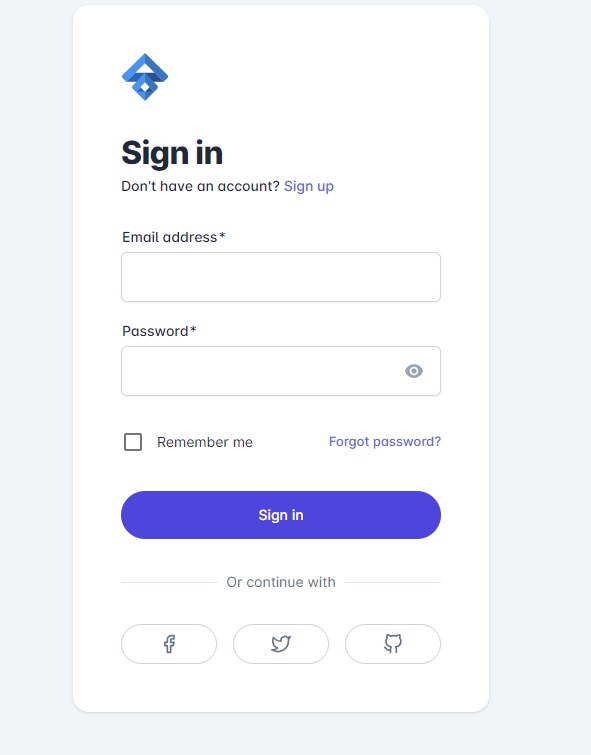 Sign in
Don't have an account? Sign up
Email address*
Password*
Remember me Forgot password?
Sign in
Or continue with